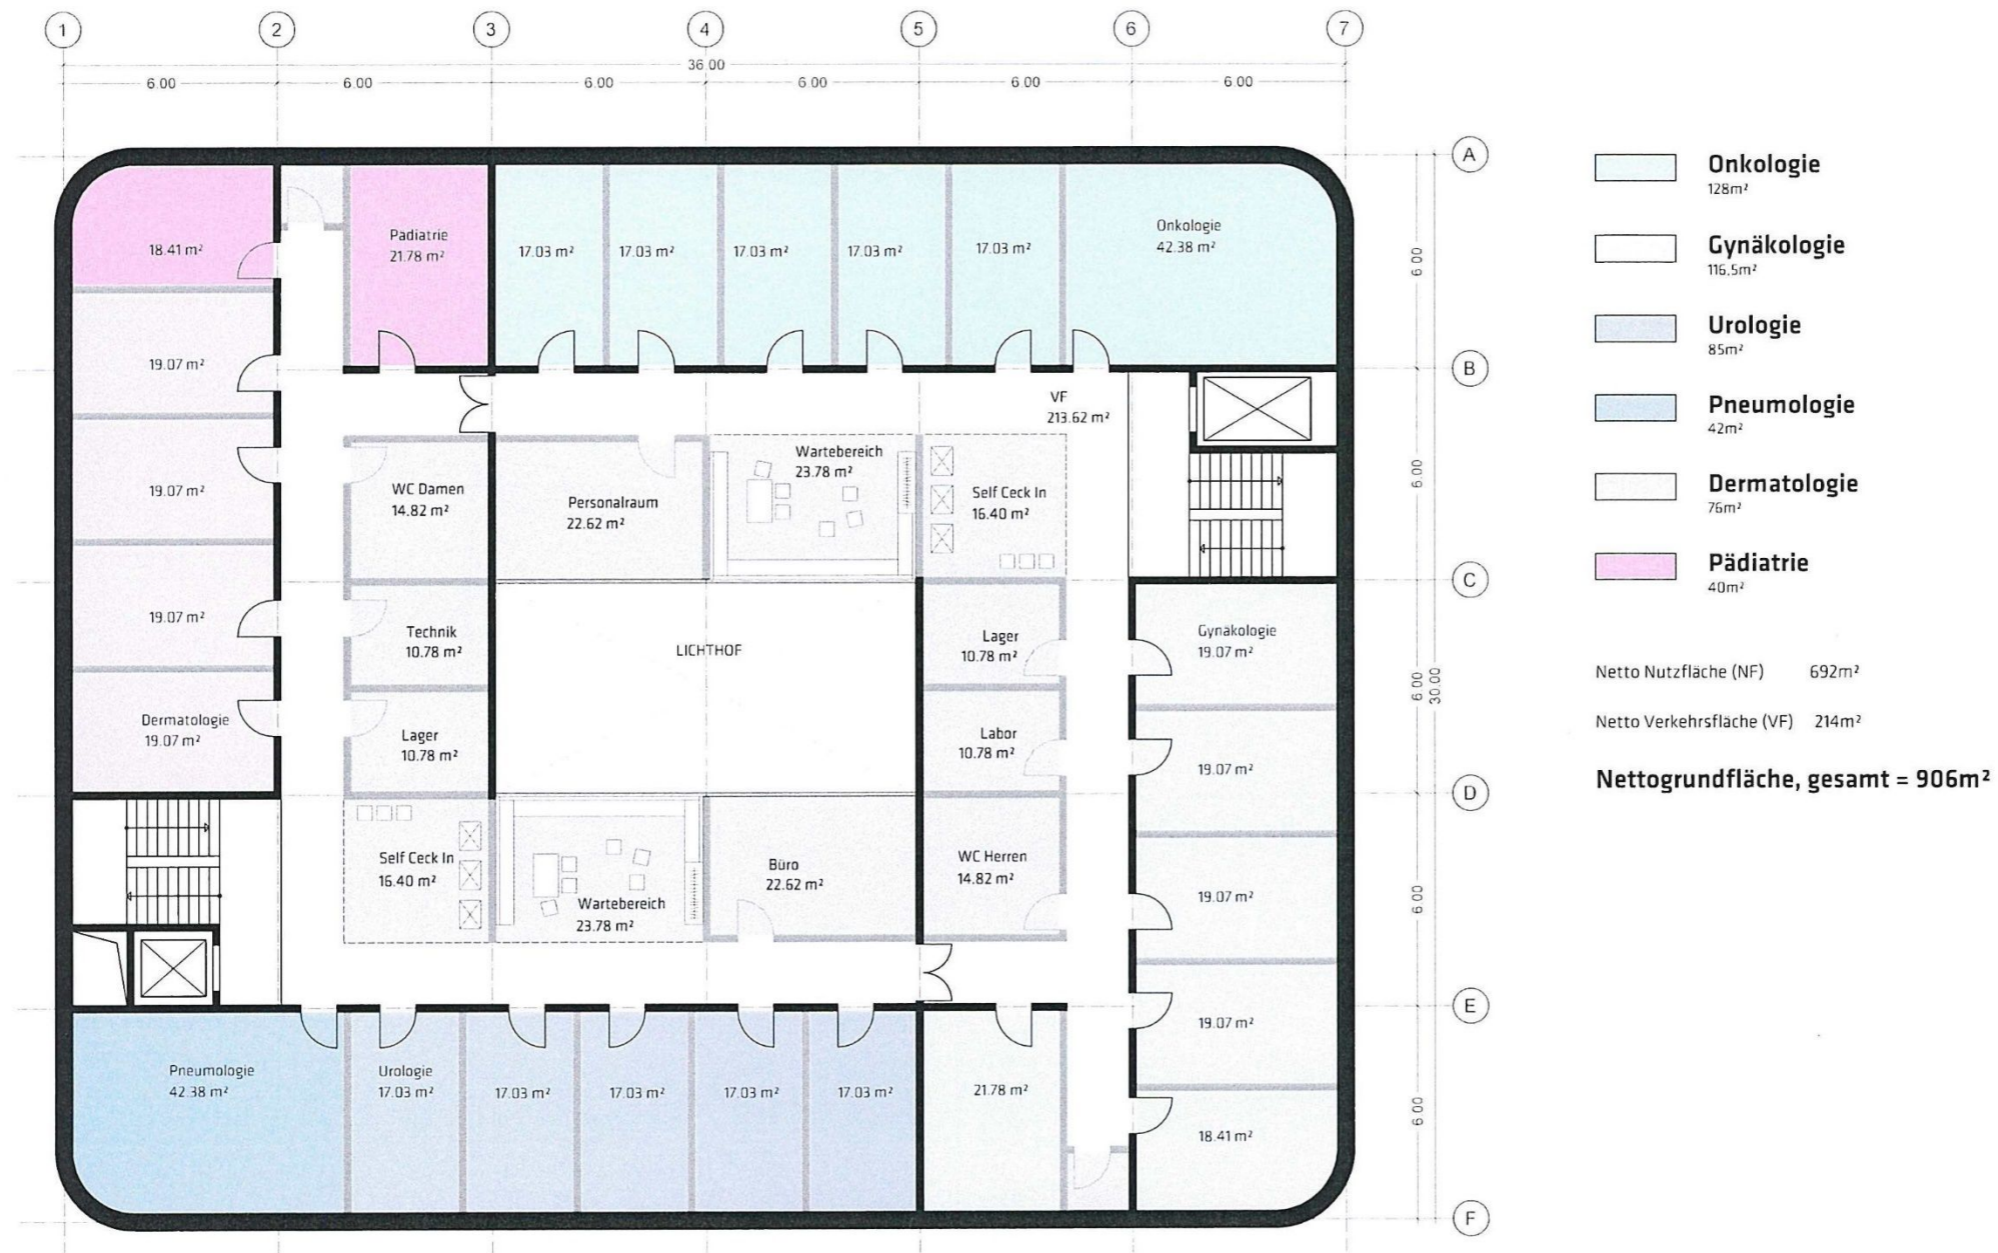 1 2 3 4 5 6 7
36.00
6.00 6.00 6.00 6.00 6.00 6.00
A
B
C
D
E
F
6.00
6.00
6.00
30.00
6.00
6.00
18.41 m²
Pädiatrie
21.78 m²
17.03 m² 17.03 m² 17.03 m² 17.03 m² 17.03 m²
Onkologie
42.38 m²
19.07 m²
19.07 m²
19.07 m²
Dermatologie
19.07 m²
VF
213.62 m²
WC Damen
14.82 m²
Personalraum
22.62 m²
Wartebereich
23.78 m²
Self Ceck In
16.40 m²
Technik
10.78 m²
Lager
10.78 m²
LICHTHOF
Lager
10.78 m²
Labor
10.78 m²
Gynäkologie
19.07 m²
19.07 m²
19.07 m²
19.07 m²
18.41 m²
Self Ceck In
16.40 m²
Wartebereich
23.78 m²
Büro
22.62 m²
WC Herren
14.82 m²
Pneumologie
42.38 m²
Urologie
17.03 m² 17.03 m² 17.03 m² 17.03 m² 17.03 m²
21.78 m²
Onkologie
128m²
Gynäkologie
116,5m²
Urologie
85m²
Pneumologie
42m²
Dermatologie
76m²
Pädiatrie
40m²
Netto Nutzfläche (NF) 692m²
Netto Verkehrsfläche (VF) 214m²
Nettogrundfläche, gesamt = 906m²